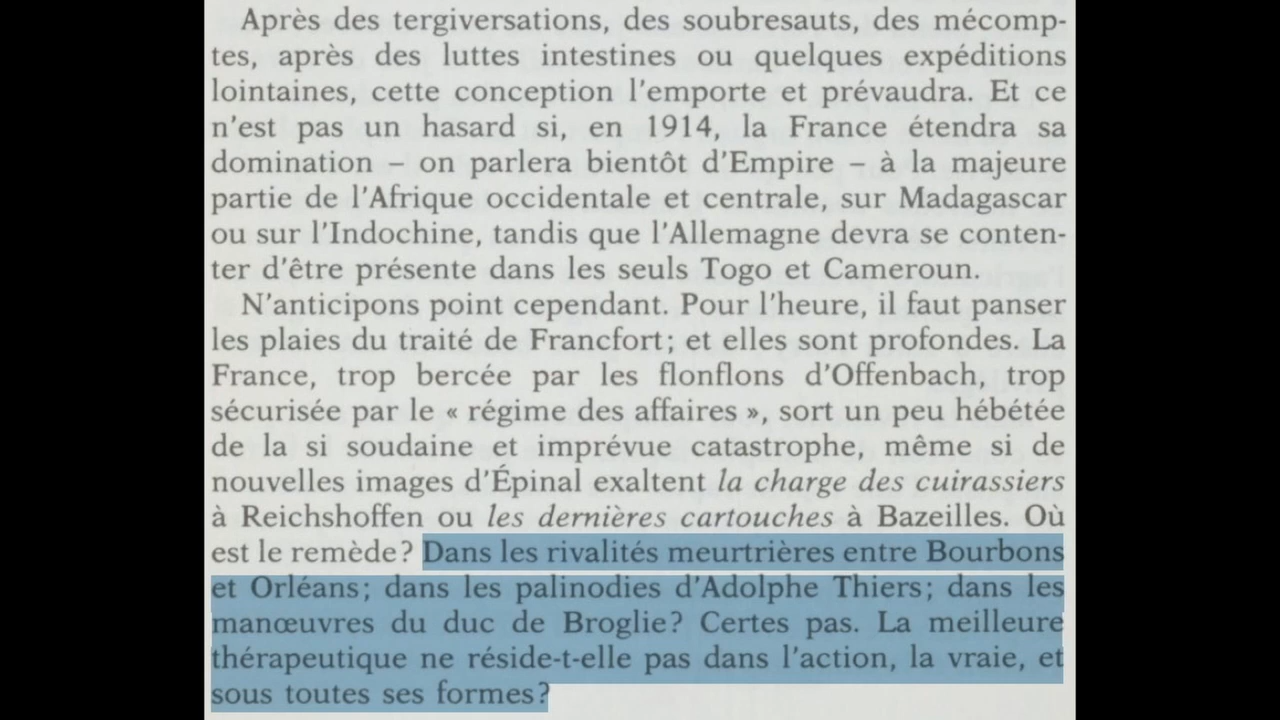 Après des tergiversations, des soubresauts, des mécomp-
tes, après des luttes intestines ou quelques expéditions
lointaines, cette conception l'emporte et prévaudra. Et ce
n'est pas un hasard si, en 1914, la France étendra sa
domination – on parlera bientôt d'Empire – à la majeure
partie de l'Afrique occidentale et centrale, sur Madagascar
ou sur l'Indochine, tandis que l'Allemagne devra se conten-
ter d'être présente dans les seuls Togo et Cameroun.
N'anticipons point cependant. Pour l'heure, il faut panser
les plaies du traité de Francfort; et elles sont profondes. La
France, trop bercée par les flonflons d'Offenbach, trop
sécurisée par le « régime des affaires », sort un peu hébétée
de la si soudaine et imprévue catastrophe, même si de
nouvelles images d'Épinal exaltent la charge des cuirassiers
à Reichshoffen ou les dernières cartouches à Bazeilles. Où
est le remède? Dans les rivalités meurtrières entre Bourbons
et Orléans; dans les palinodies d'Adolphe Thiers; dans les
manœuvres du duc de Broglie? Certes pas. La meilleure
thérapeutique ne réside-t-elle pas dans l'action, la vraie, et
sous toutes ses formes?